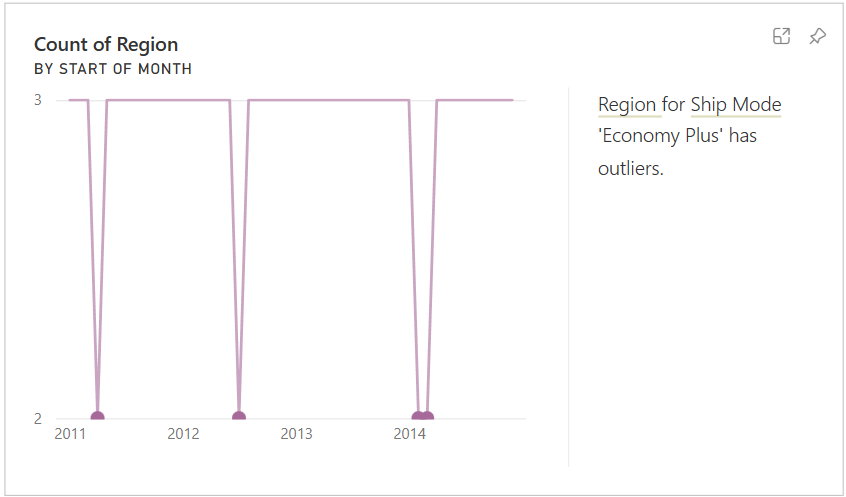 Count of Region
BY START OF MONTH
3
2
2011 2012 2013 2014
Region for Ship Mode
'Economy Plus' has
outliers.